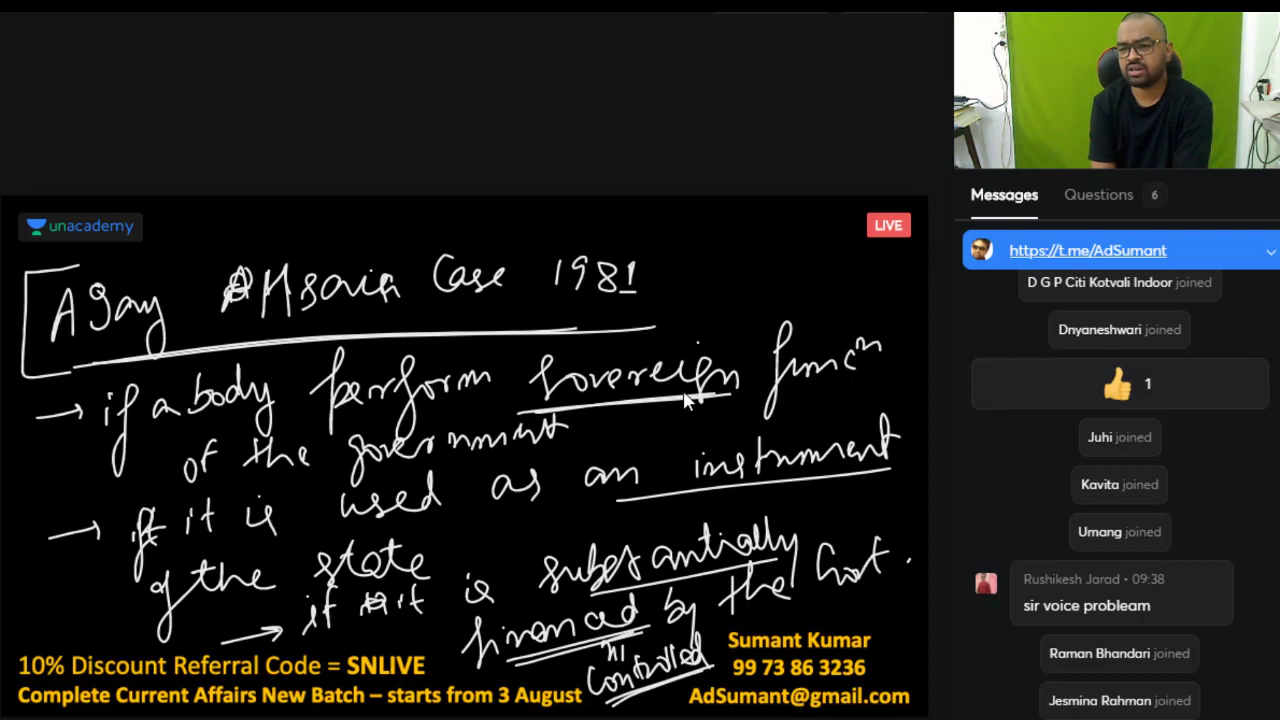 unacademy
LIVE
Case 1981
→ if a body perform sovereign funcⁿ
of the government
→ if it is used as an instrument
of the state
→ if it is substantially
financed by the Govt.
controlled
10% Discount Referral Code = SNLIVE
Complete Current Affairs New Batch – starts from 3 August
Sumant Kumar
99 73 86 3236
AdSumant@gmail.com
Messages
Questions 6
https://t.me/AdSumant
D G P Citi Kotvali Indoor joined
Dnyaneshwari joined
👍 1
Juhi joined
Kavita joined
Umang joined
Rushikesh Jarad • 09:38
sir voice probleam
Raman Bhandari joined
Jesmina Rahman joined